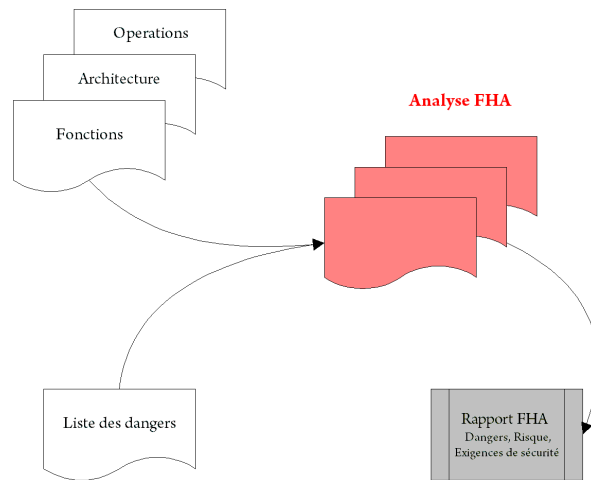 Operations
Architecture
Fonctions
Analyse FHA
Liste des dangers
Rapport FHA
Dangers, Risque,
Exigences de sécurité